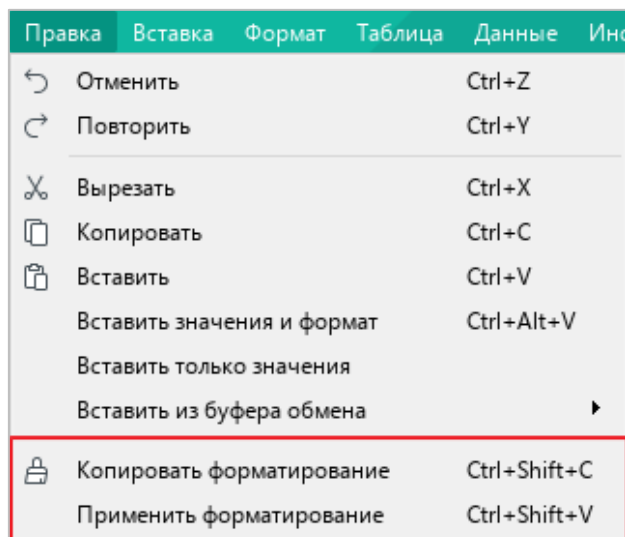 Правка Вставка Формат Таблица Данные
Отменить Ctrl+Z
Повторить Ctrl+Y
Вырезать Ctrl+X
Копировать Ctrl+C
Вставить Ctrl+V
Вставить значения и формат Ctrl+Alt+V
Вставить только значения
Вставить из буфера обмена
Копировать форматирование Ctrl+Shift+C
Применить форматирование Ctrl+Shift+V